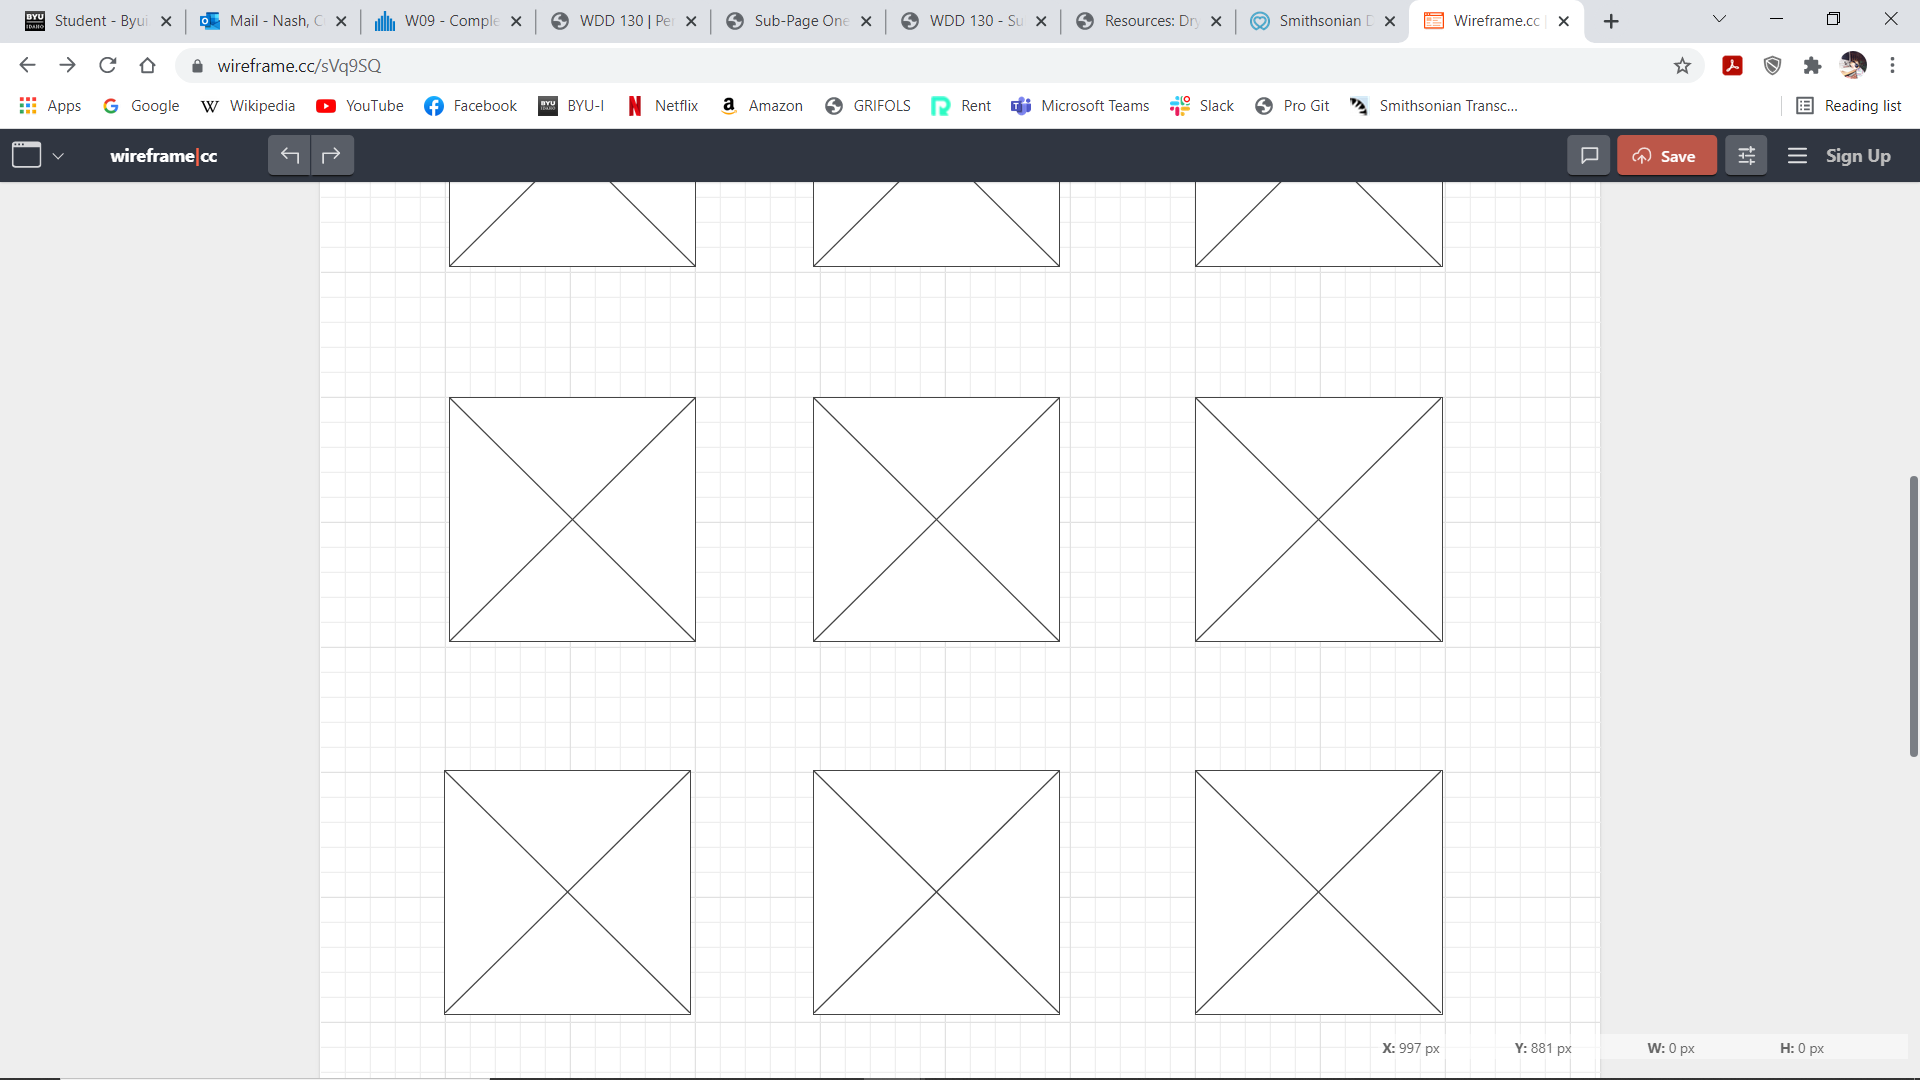 Student - Byui Mail - Nash, C W09 - Comple WDD 130 | Per Sub-Page One WDD 130 - Su Resources: Dry Smithsonian D Wireframe.cc |
wireframe.cc/sVq9SQ
Apps Google Wikipedia YouTube Facebook BYU-I Netflix Amazon GRIFOLS Rent Microsoft Teams Slack Pro Git Smithsonian Transc... Reading list
wireframe|cc Save Sign Up
X: 997 px Y: 881 px W: 0 px H: 0 px